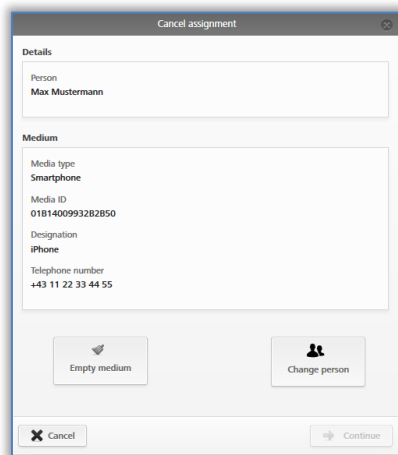 Cancel assignment
Details
Person
Max Mustermann
Medium
Media type
Smartphone
Media ID
01B14009932B2B50
Designation
iPhone
Telephone number
+43 11 22 33 44 55
Empty medium
Change person
Cancel
Continue